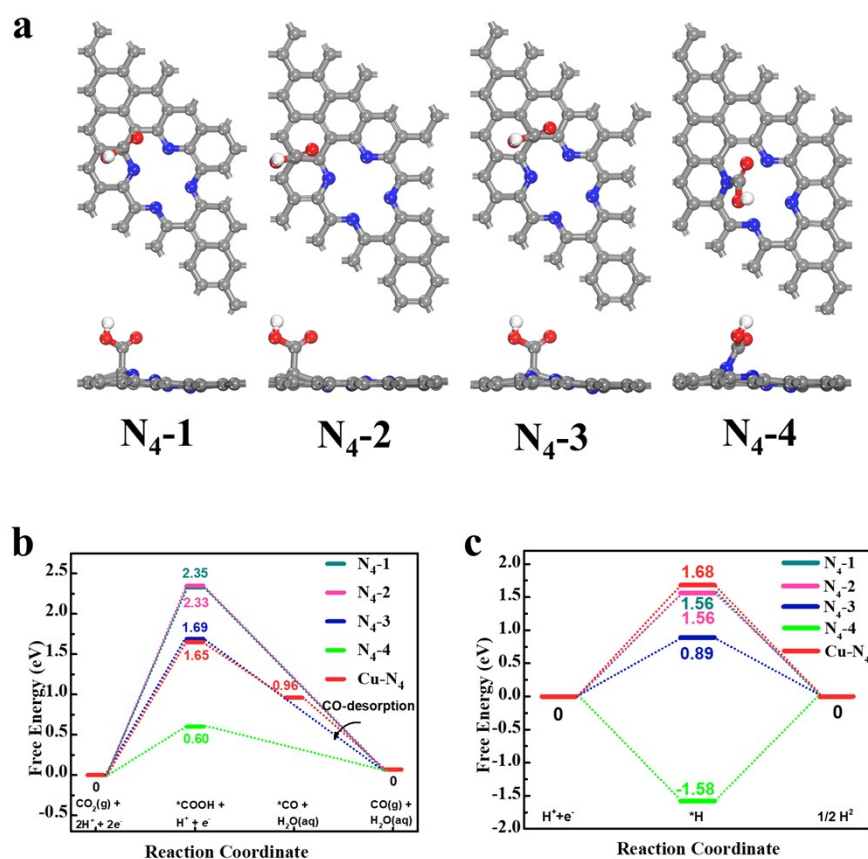 a
N4-1
N4-2
N4-3
N4-4
b
Free Energy (eV)
2.5
2.0
1.5
1.0
0.5
0.0
-0.5
2.35
2.33
1.69
1.65
0.96
0.60
CO-desorption
0
0
N4-1
N4-2
N4-3
N4-4
Cu-N4
CO2(g) +
2H+ + 2e-
*COOH +
H+ + e-
*CO +
H2O(aq)
CO(g) +
H2O(aq)
Reaction Coordinate
c
Free Energy (eV)
2.0
1.5
1.0
0.5
0.0
-0.5
-1.0
-1.5
-2.0
1.68
1.56
1.56
0.89
0
0
-1.58
N4-1
N4-2
N4-3
N4-4
Cu-N4
H++e-
*H
1/2 H2
Reaction Coordinate